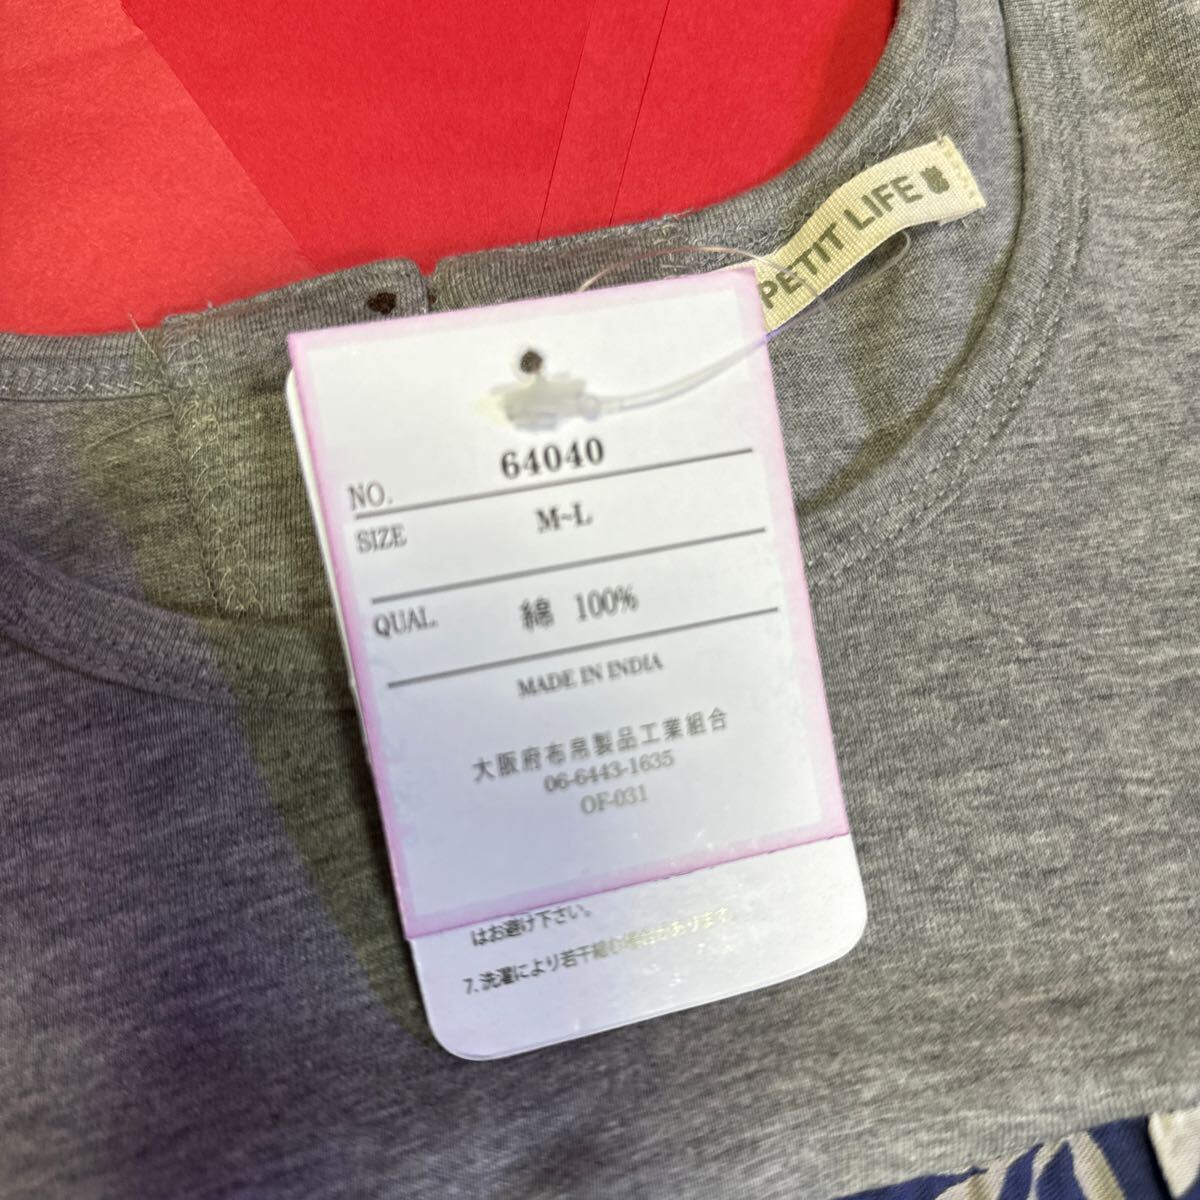 PETIT LIFE
NO. 64040
SIZE M~L
QUAL. 綿 100%
MADE IN INDIA
大阪府布帛製品工業組合
06-6443-1635
OF-031
はお避け下さい。
7. 洗濯により若干縮む場合があります